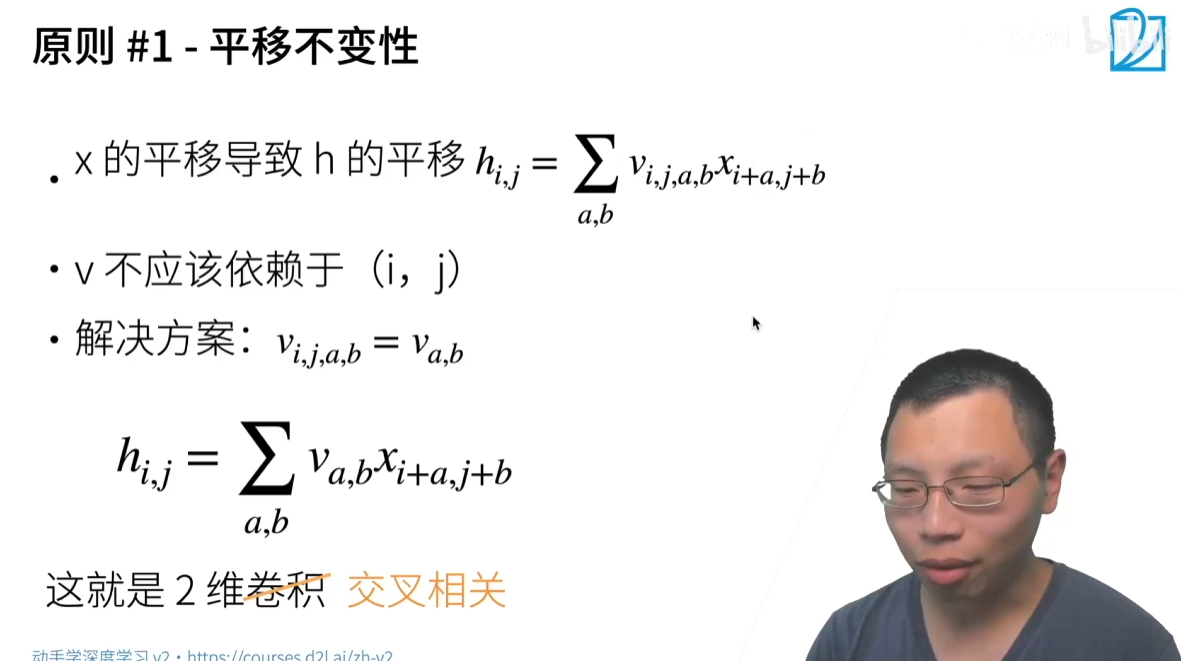 原则 #1 - 平移不变性
• x 的平移导致 h 的平移 h_{i,j} = ∑_{a,b} v_{i,j,a,b}x_{i+a,j+b}
• v 不应该依赖于（i，j）
• 解决方案：v_{i,j,a,b} = v_{a,b}
h_{i,j} = ∑_{a,b} v_{a,b}x_{i+a,j+b}
这就是 2 维卷积 交叉相关
动手学深度学习 v2 • https://courses.d2l.ai/zh-v2